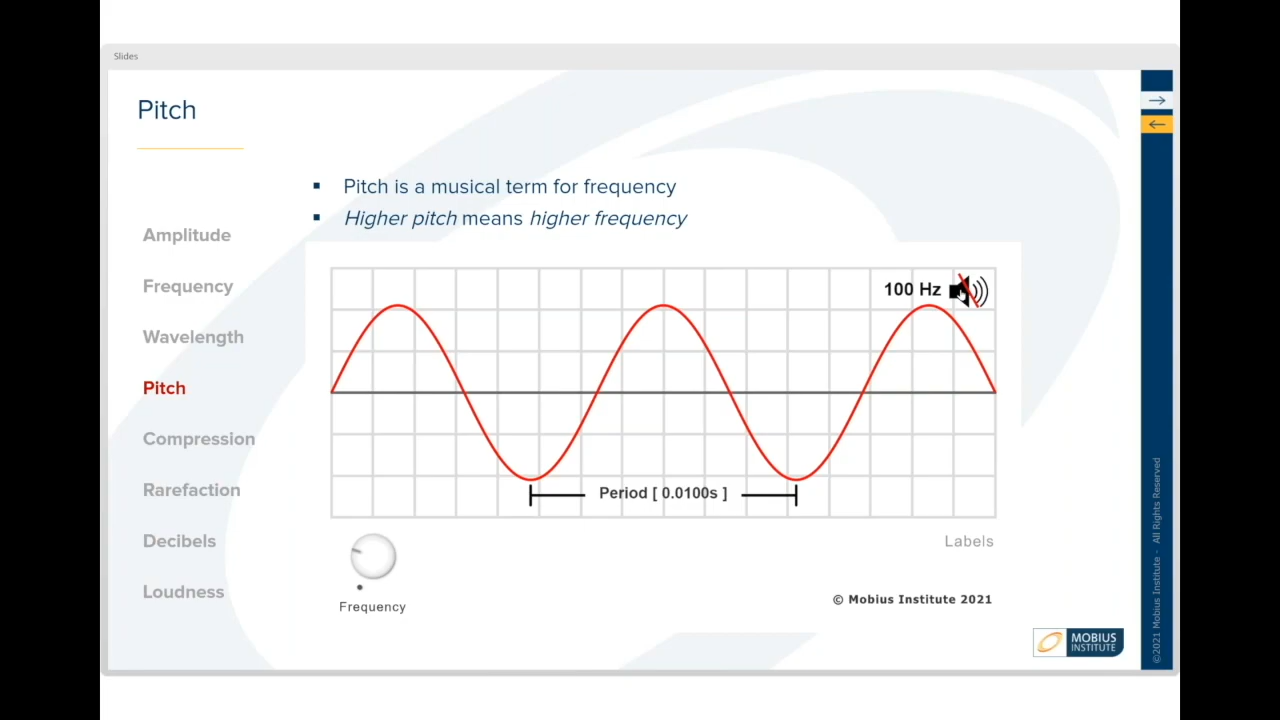 Slides
Pitch
▪ Pitch is a musical term for frequency
▪ Higher pitch means higher frequency
Amplitude
Frequency
Wavelength
Pitch
Compression
Rarefaction
Decibels
Loudness
100 Hz
Period [ 0.0100s ]
Labels
Frequency
© Mobius Institute 2021
MOBIUS
INSTITUTE
©2021 Mobius Institute - All Rights Reserved